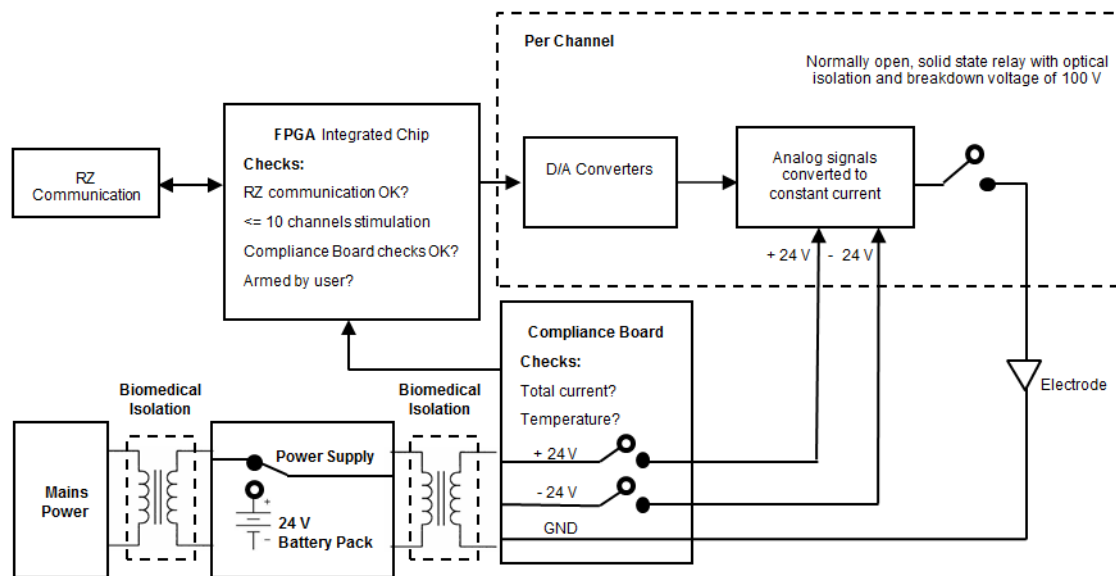 Per Channel
Normally open, solid state relay with optical
isolation and breakdown voltage of 100 V
FPGA Integrated Chip
Checks:
RZ communication OK?
<= 10 channels stimulation
Compliance Board checks OK?
Armed by user?
RZ
Communication
D/A Converters
Analog signals
converted to
constant current
+ 24 V - 24 V
Compliance Board
Checks:
Total current?
Temperature?
+ 24 V
- 24 V
GND
Electrode
Biomedical
Isolation
Biomedical
Isolation
Mains
Power
Power Supply
+
24 V
-
Battery Pack